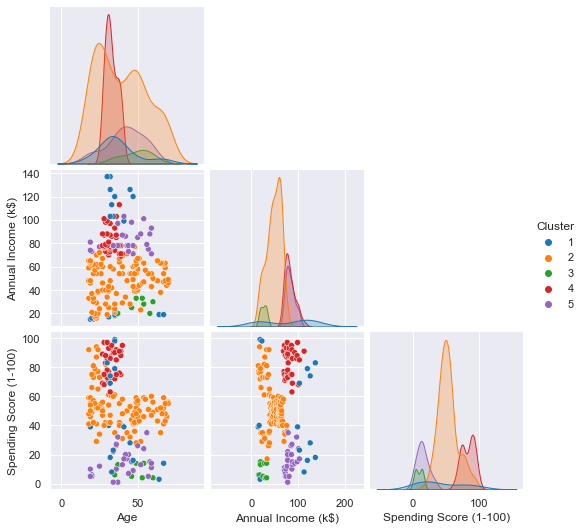 140
120
100
80
60
40
20
Annual Income (k$)
Cluster
1
2
3
4
5
100
80
60
40
20
0
Spending Score (1-100)
0 50
0 100 200
0 100
Age
Annual Income (k$)
Spending Score (1-100)